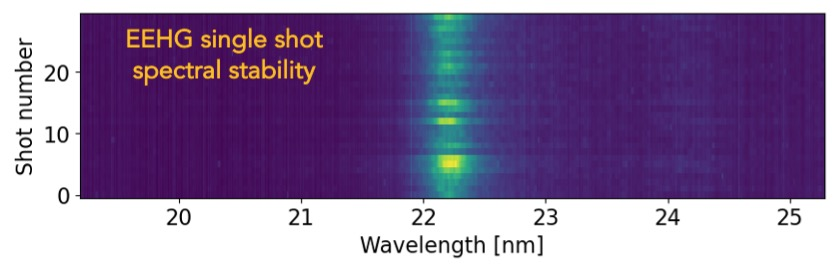 EEHG single shot
spectral stability
Shot number
20
10
0
20 21 22 23 24 25
Wavelength [nm]